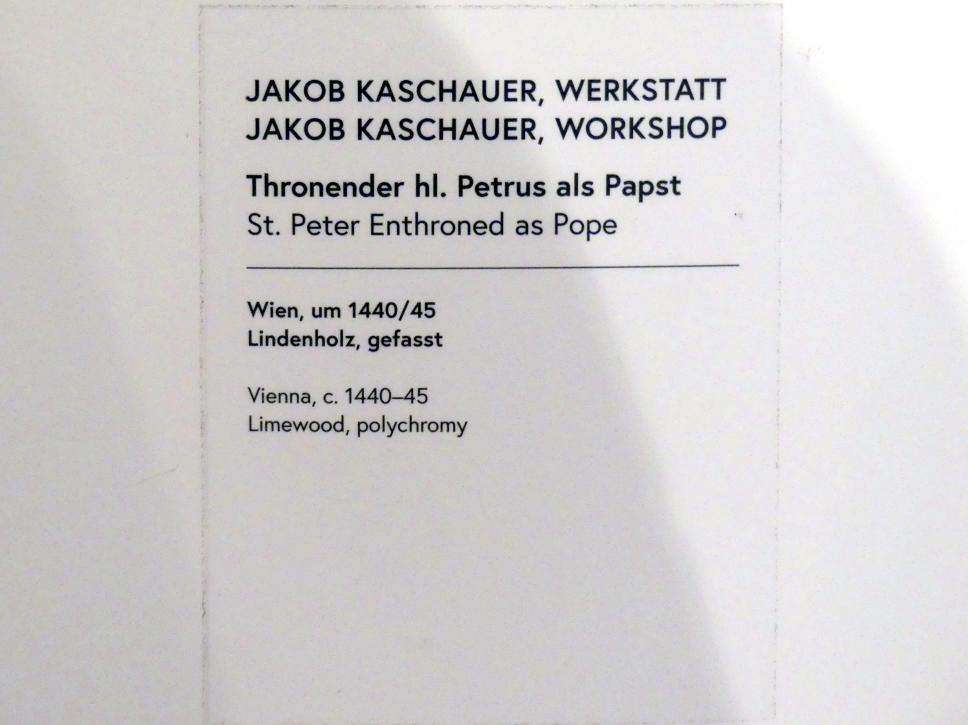 JAKOB KASCHAUER, WERKSTATT
JAKOB KASCHAUER, WORKSHOP
Thronender hl. Petrus als Papst
St. Peter Enthroned as Pope
Wien, um 1440/45
Lindenholz, gefasst
Vienna, c. 1440–45
Limewood, polychromy